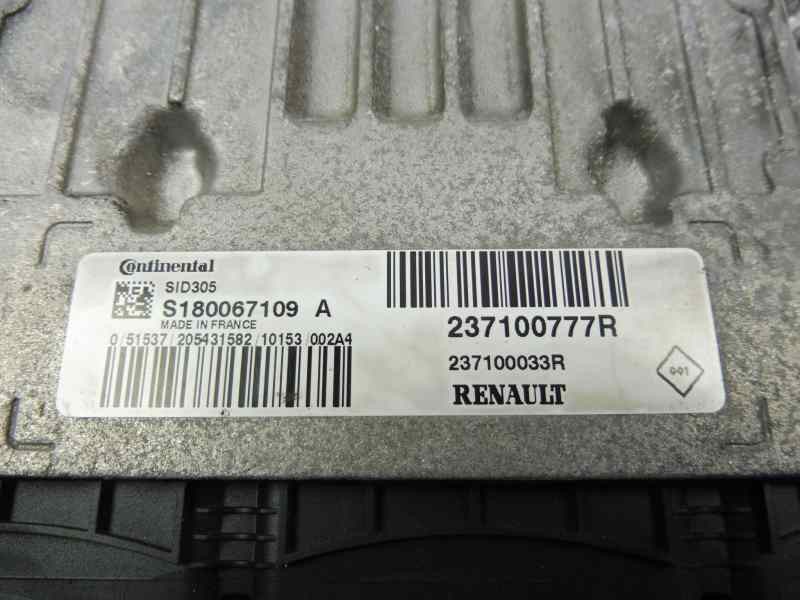 Continental
SID305
S180067109 A
MADE IN FRANCE
0/51537/205431582/10153/002A4
237100777R
237100033R
RENAULT